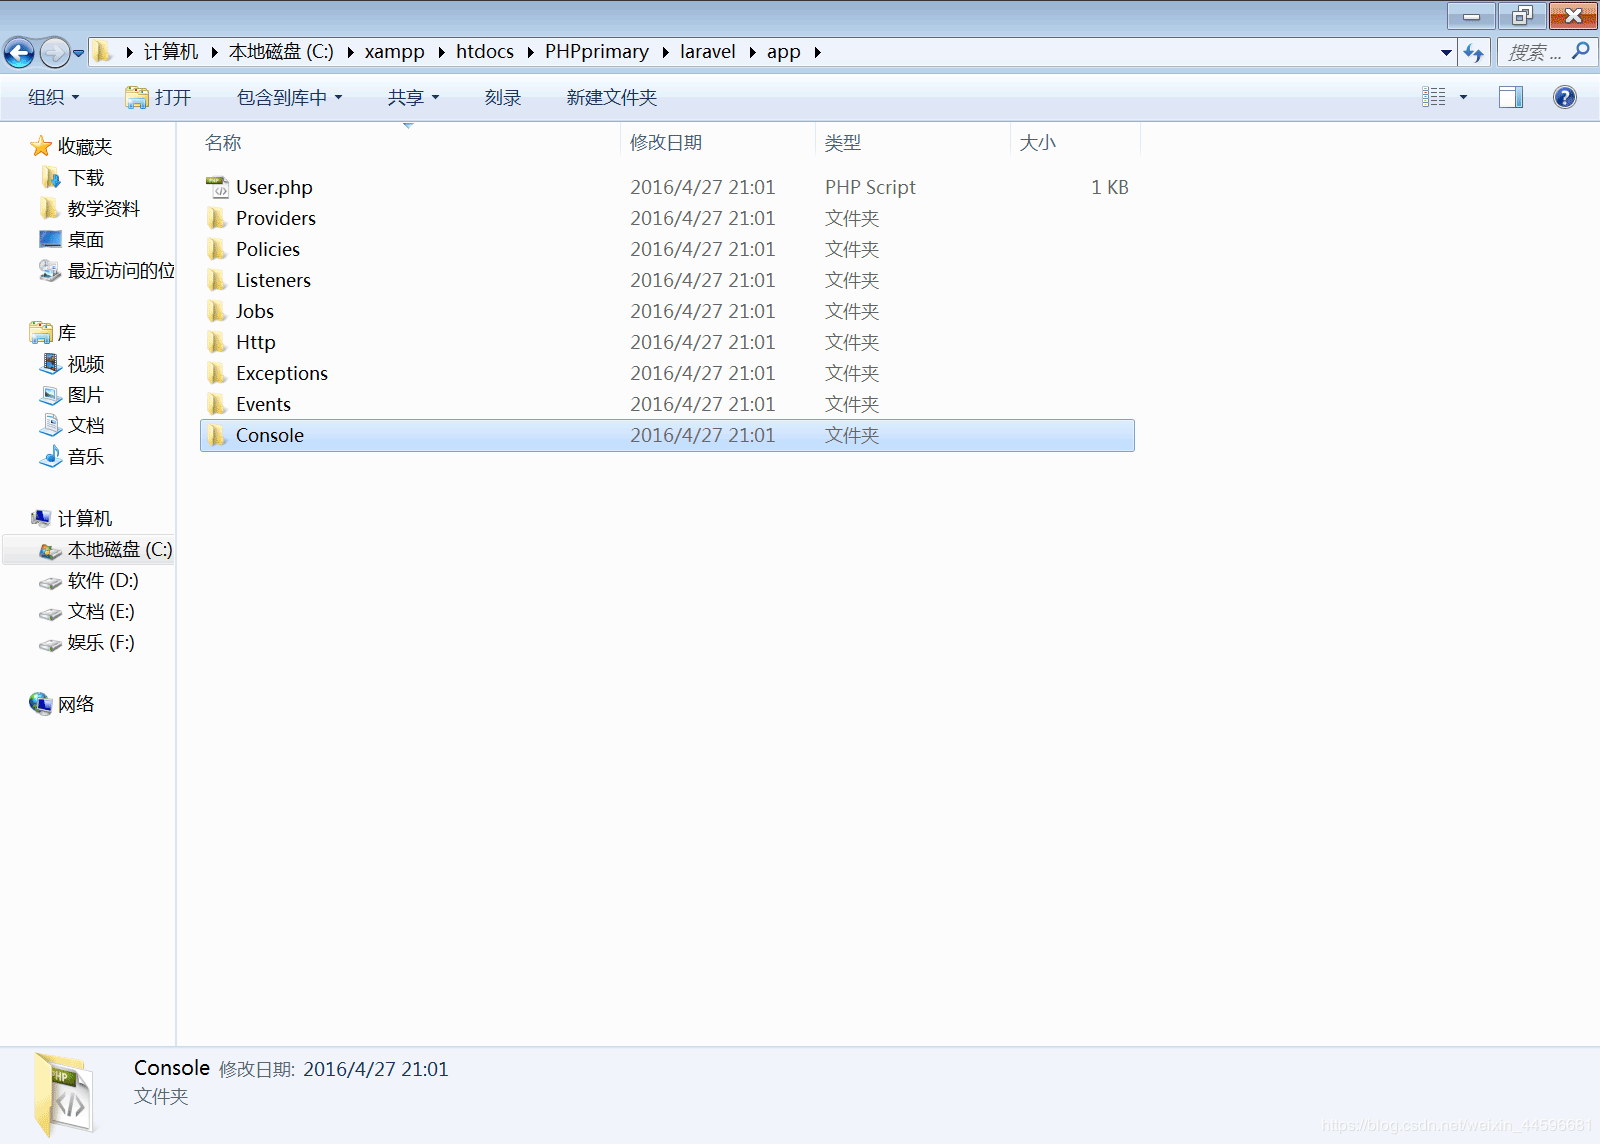 计算机 本地磁盘 (C:) xampp htdocs PHPprimary laravel app 搜索 ...
组织 打开 包含到库中 共享 刻录 新建文件夹
名称 修改日期 类型 大小
收藏夹
下载
教学资料
桌面
最近访问的位
库
视频
图片
文档
音乐
计算机
本地磁盘 (C:)
软件 (D:)
文档 (E:)
娱乐 (F:)
网络
User.php 2016/4/27 21:01 PHP Script 1 KB
Providers 2016/4/27 21:01 文件夹
Policies 2016/4/27 21:01 文件夹
Listeners 2016/4/27 21:01 文件夹
Jobs 2016/4/27 21:01 文件夹
Http 2016/4/27 21:01 文件夹
Exceptions 2016/4/27 21:01 文件夹
Events 2016/4/27 21:01 文件夹
Console 2016/4/27 21:01 文件夹
PHP
Console 修改日期: 2016/4/27 21:01
文件夹
https://blog.csdn.net/weixin_44596681